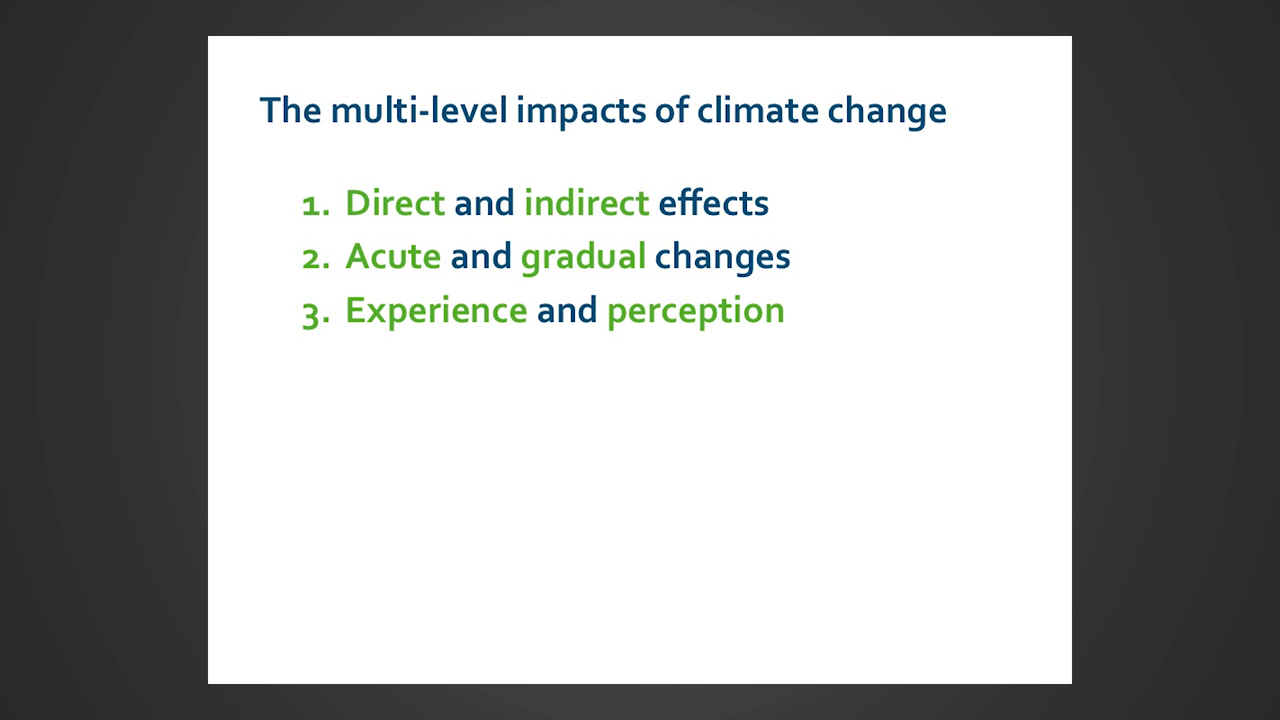 The multi-level impacts of climate change
1. Direct and indirect effects
2. Acute and gradual changes
3. Experience and perception